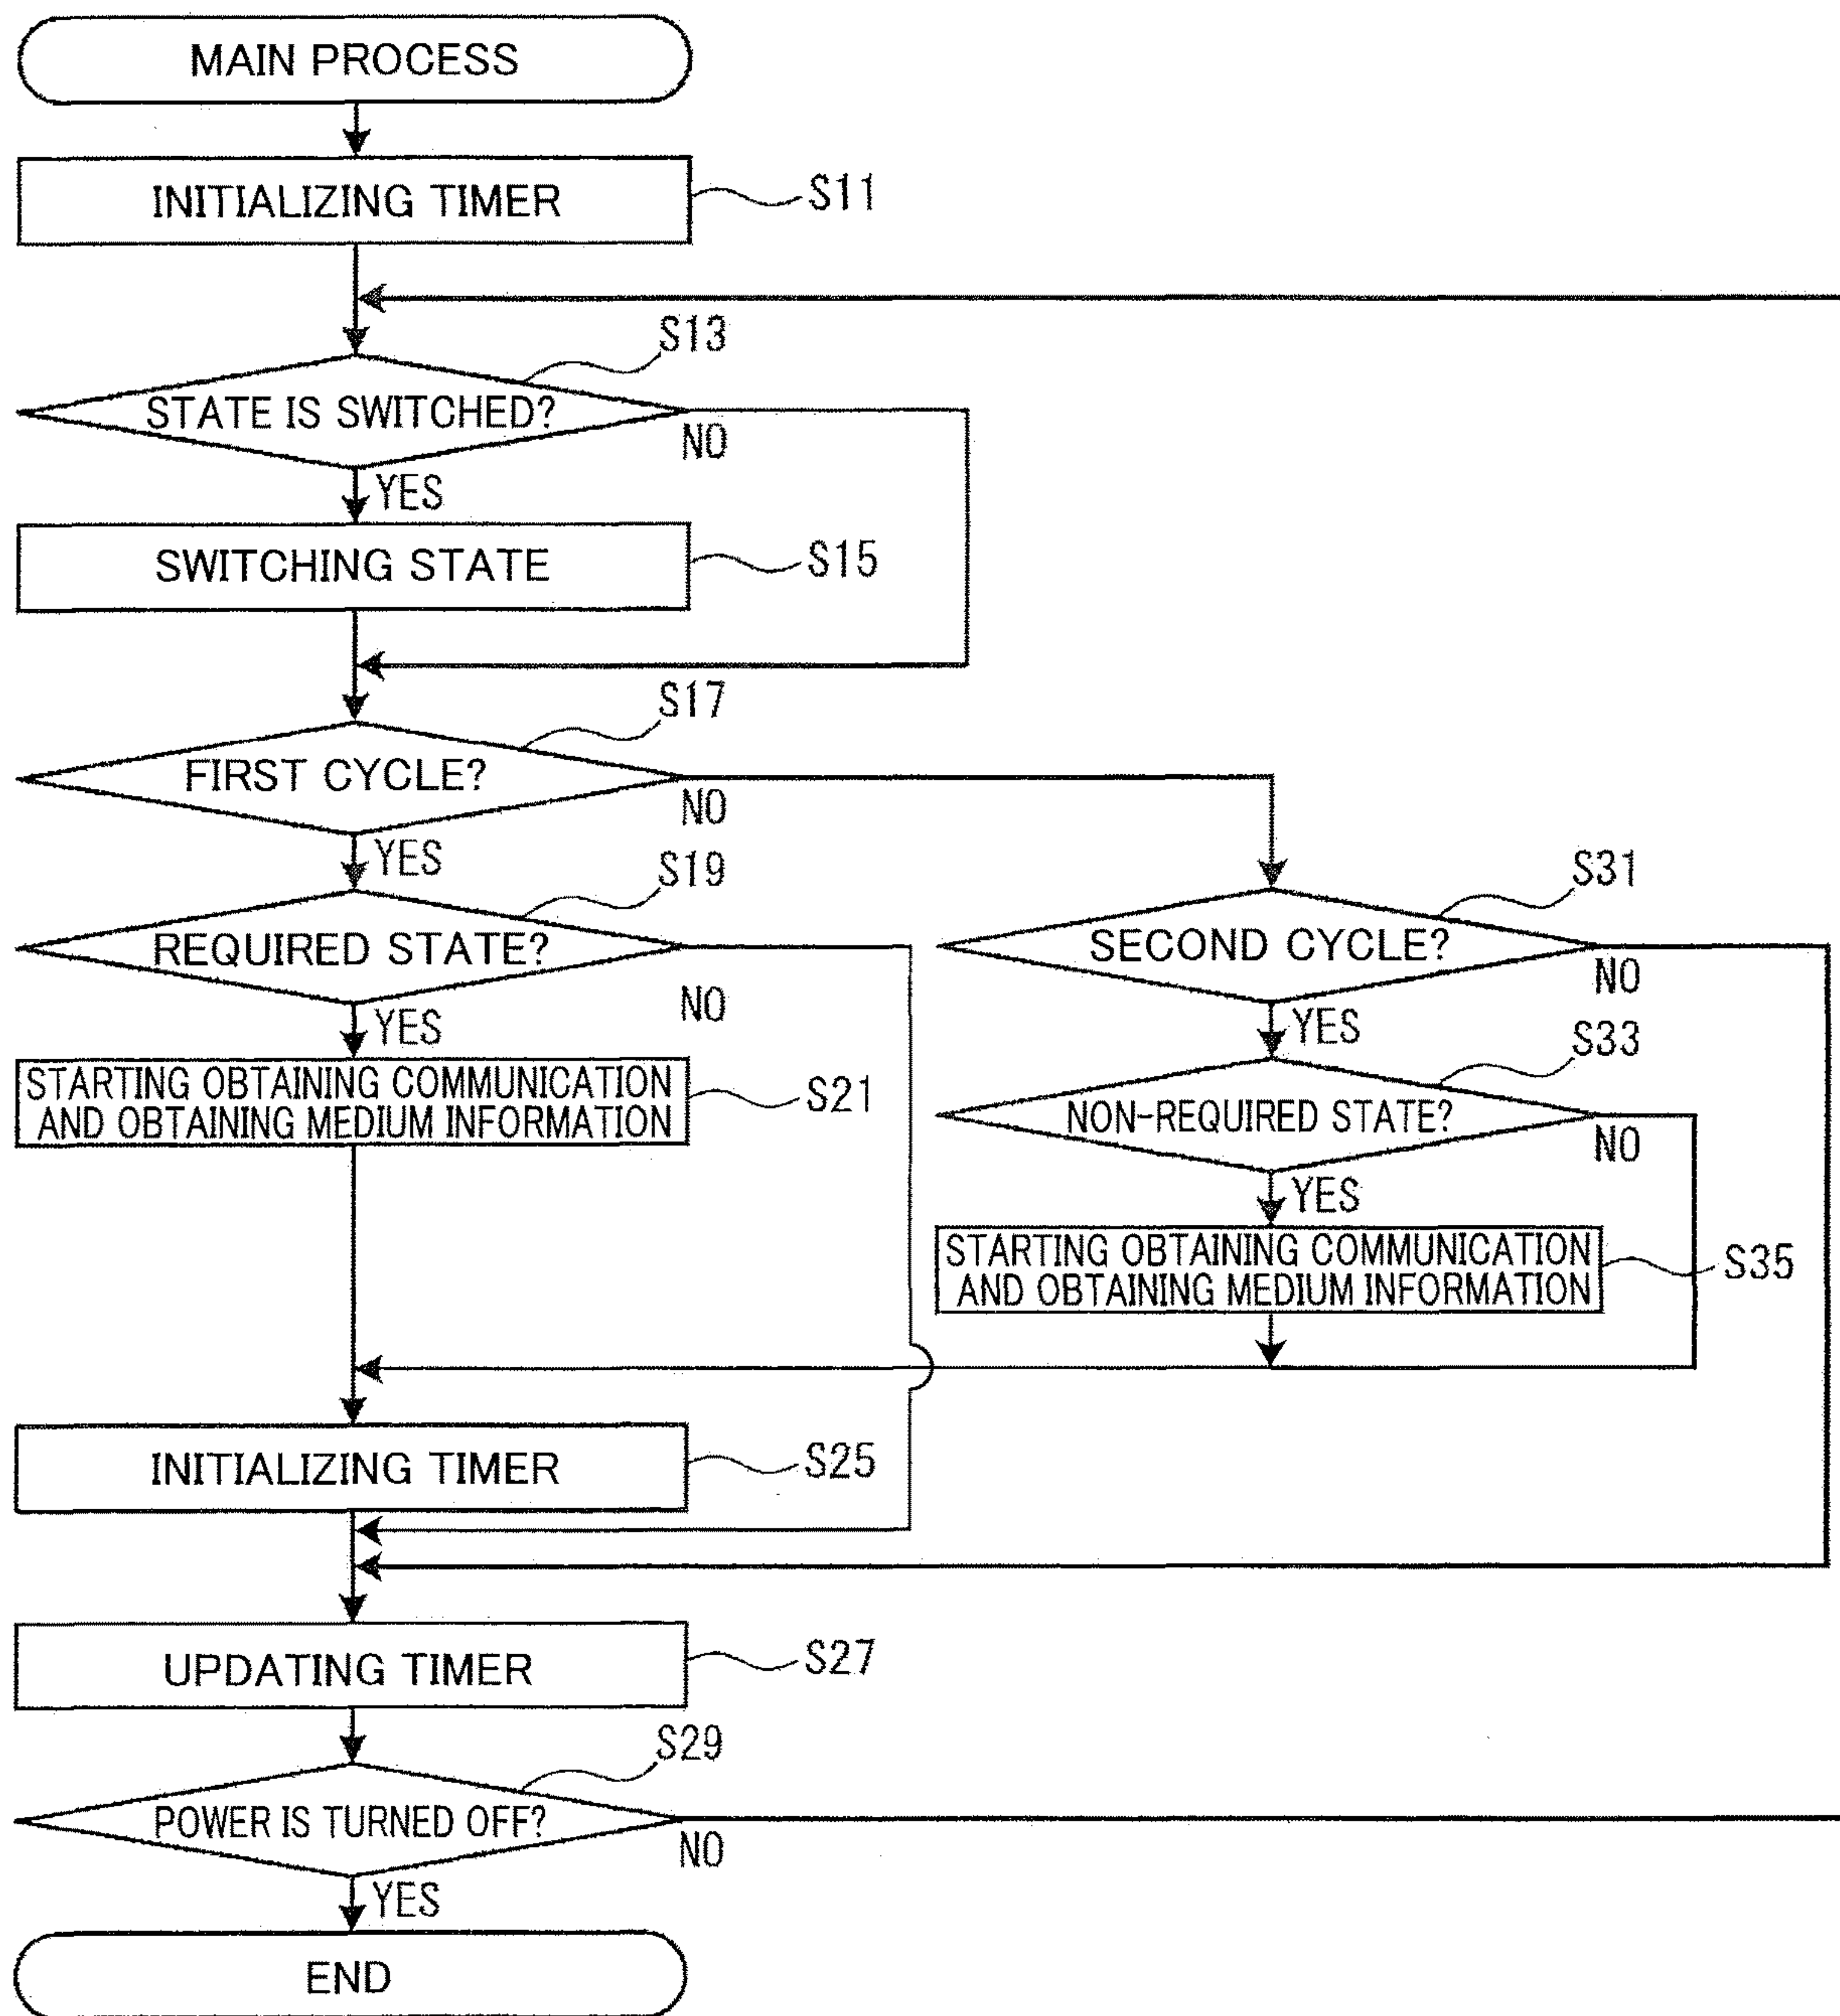 MAIN PROCESS
INITIALIZING TIMER
S11
S13
STATE IS SWITCHED?
NO
YES
SWITCHING STATE
S15
S17
FIRST CYCLE?
NO
YES
S19
REQUIRED STATE?
NO
YES
STARTING OBTAINING COMMUNICATION
AND OBTAINING MEDIUM INFORMATION
S21
S31
SECOND CYCLE?
NO
YES
S33
NON-REQUIRED STATE?
NO
YES
STARTING OBTAINING COMMUNICATION
AND OBTAINING MEDIUM INFORMATION
S35
INITIALIZING TIMER
S25
UPDATING TIMER
S27
S29
POWER IS TURNED OFF?
NO
YES
END